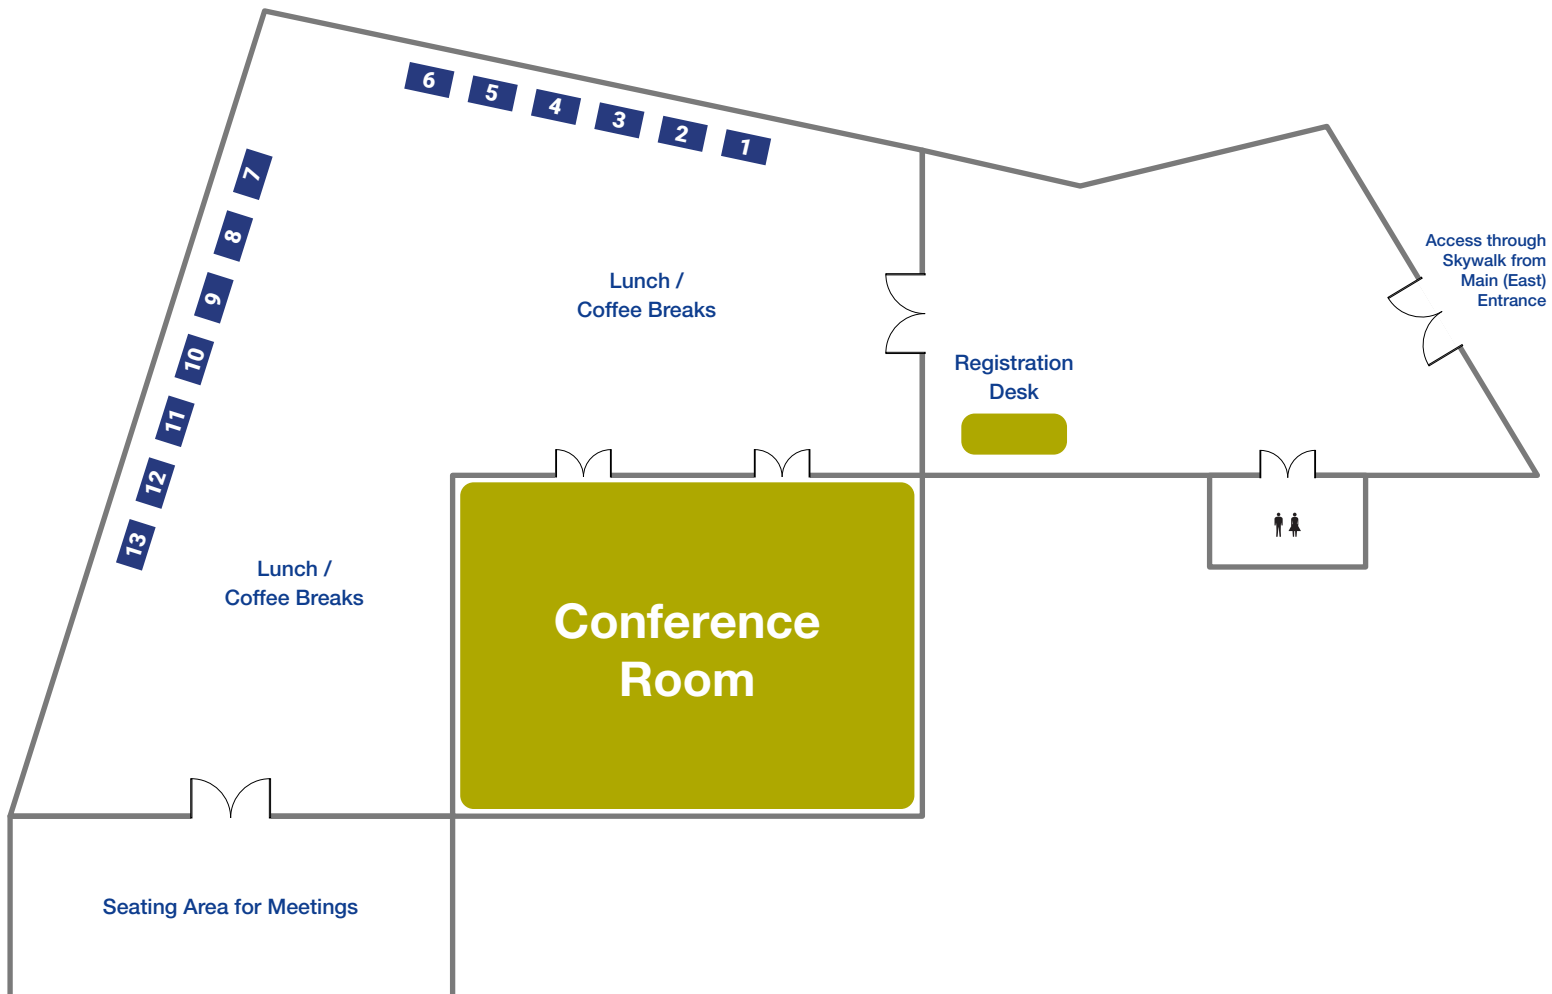 6
5
4
3
2
1
7
8
9
10
11
12
13
Lunch /
Coffee Breaks
Access through
Skywalk from
Main (East)
Entrance
Registration
Desk
Lunch /
Coffee Breaks
Conference
Room
Seating Area for Meetings